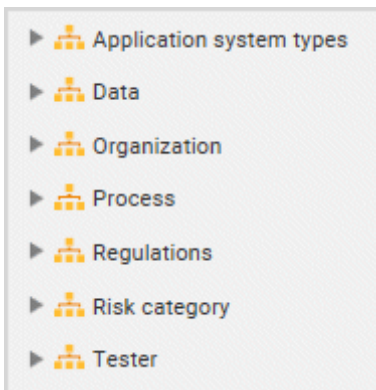 Application system types
Data
Organization
Process
Regulations
Risk category
Tester